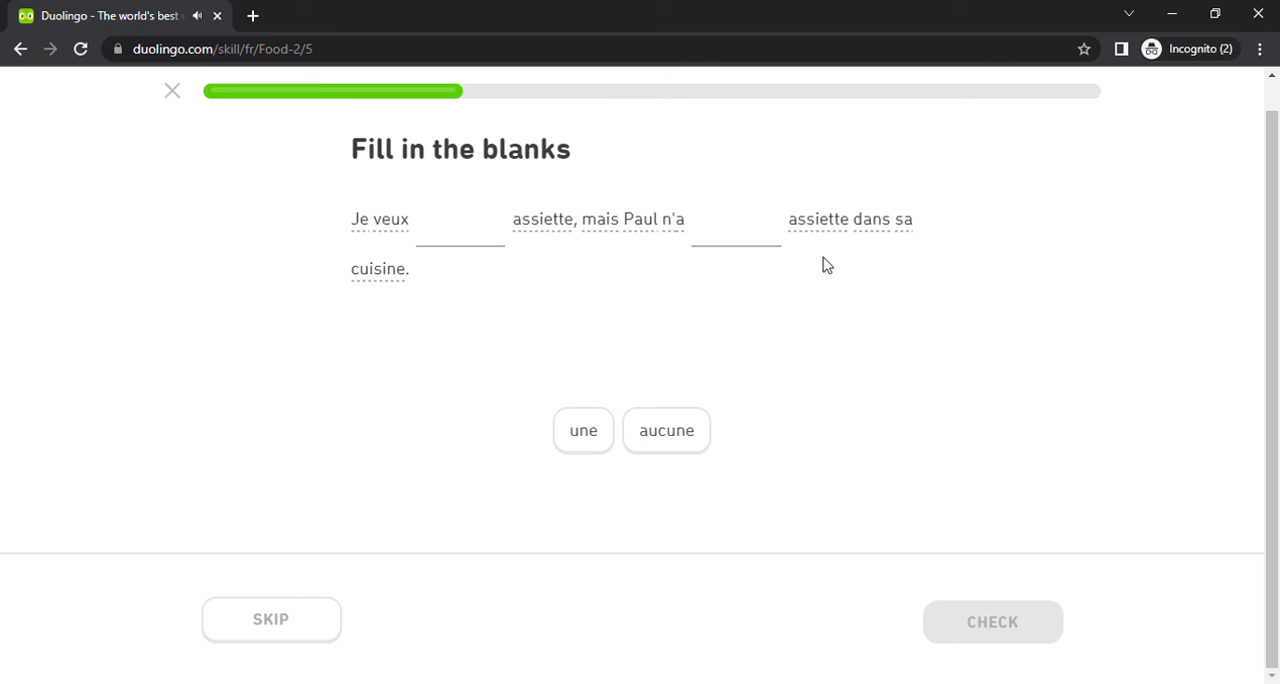 Duolingo - The world's best
duolingo.com/skill/fr/Food-2/5
Incognito (2)
Fill in the blanks
Je veux assiette, mais Paul n'a assiette dans sa
cuisine.
une aucune
SKIP CHECK